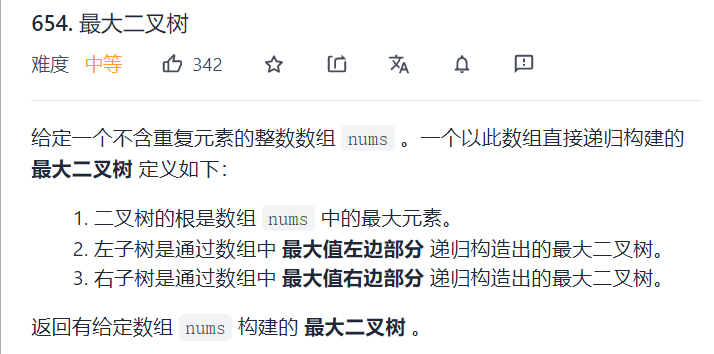 654. 最大二叉树
难度 中等 342
给定一个不含重复元素的整数数组 nums 。一个以此数组直接递归构建的
最大二叉树 定义如下：
1. 二叉树的根是数组 nums 中的最大元素。
2. 左子树是通过数组中 最大值左边部分 递归构造出的最大二叉树。
3. 右子树是通过数组中 最大值右边部分 递归构造出的最大二叉树。
返回有给定数组 nums 构建的 最大二叉树 。